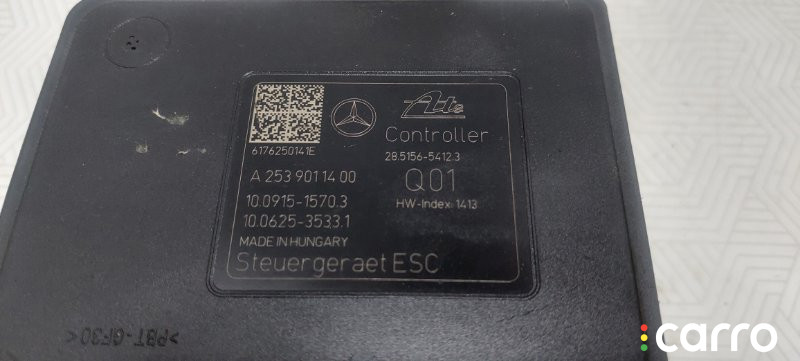 Ate
Controller
6176250141E
28.5156-5412.3
A 253 901 14 00
Q01
10.0915-1570.3
HW-Index: 1413
10.0625-3533.1
MADE IN HUNGARY
Steuergeraet ESC
>PBT-GF30<
carro